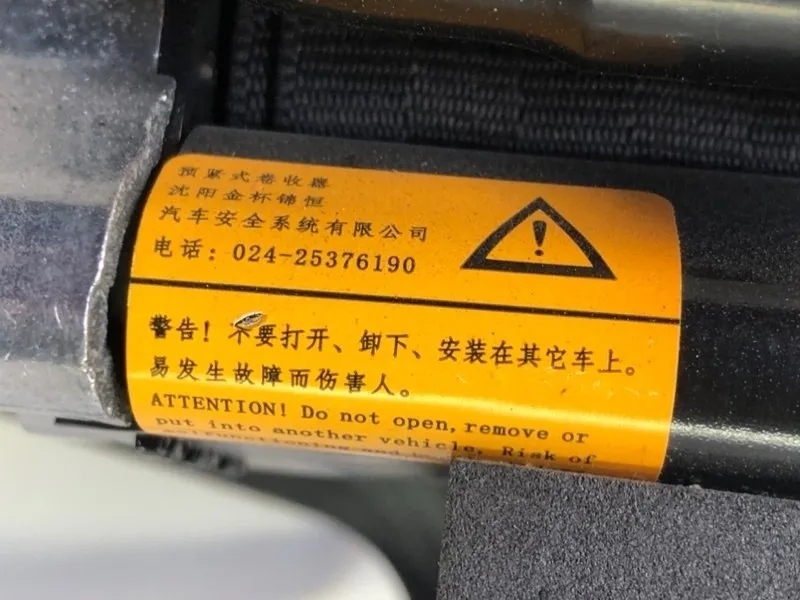 预紧式卷收器
沈阳金杯锦恒
汽车安全系统有限公司
电话：024-25376190
警告！不要打开、卸下、安装在其它车上。
易发生故障而伤害人。
ATTENTION! Do not open, remove or
put into another vehicle. Risk of
malfunctioning and